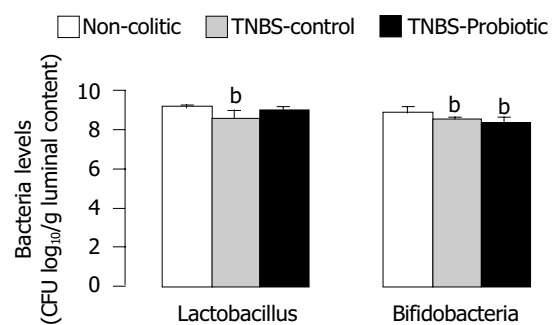 Non-colitic TNBS-control TNBS-Probiotic
Bacteria levels
(CFU log₁₀/g luminal content)
10
8
6
4
2
0
b
b b
Lactobacillus Bifidobacteria